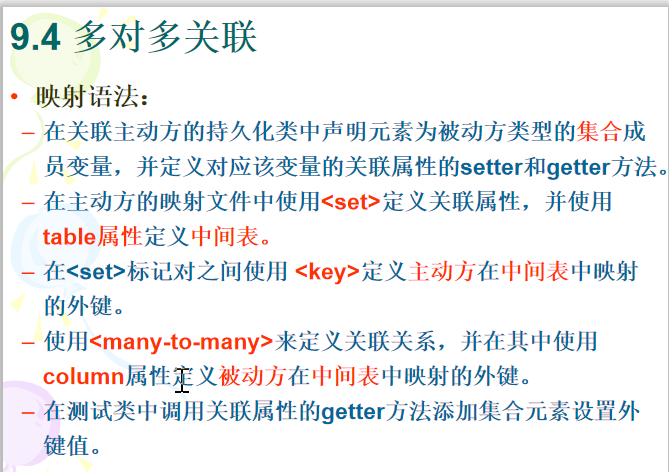 9.4 多对多关联
• 映射语法：
– 在关联主动方的持久化类中声明元素为被动方类型的集合成
员变量，并定义对应该变量的关联属性的setter和getter方法。
– 在主动方的映射文件中使用<set>定义关联属性，并使用
table属性定义中间表。
– 在<set>标记对之间使用 <key>定义主动方在中间表中映射
的外键。
– 使用<many-to-many>来定义关联关系，并在其中使用
column属性定义被动方在中间表中映射的外键。
– 在测试类中调用关联属性的getter方法添加集合元素设置外
键值。